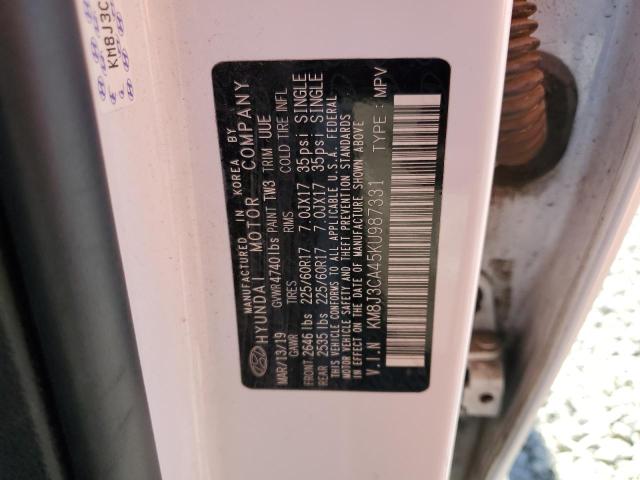 KM8J3C
MANUFACTURED IN KOREA BY
HYUNDAI MOTOR COMPANY
MAR/13/19 GVWR 4740lbs PAINT TW3 TRIM UUE
GAWR TIRES RIMS COLD TIRE INFL
FRONT 2646 lbs 225/60R17 7.0JX17 35psi SINGLE
REAR 2535 lbs 225/60R17 7.0JX17 35psi SINGLE
THIS VEHICLE CONFORMS TO ALL APPLICABLE U.S.A. FEDERAL
MOTOR VEHICLE SAFETY AND THEFT PREVENTION STANDARDS
IN EFFECT ON THE DATE OF MANUFACTURE SHOWN ABOVE
V.I.N KM8J3CA45KU987331 TYPE : MPV